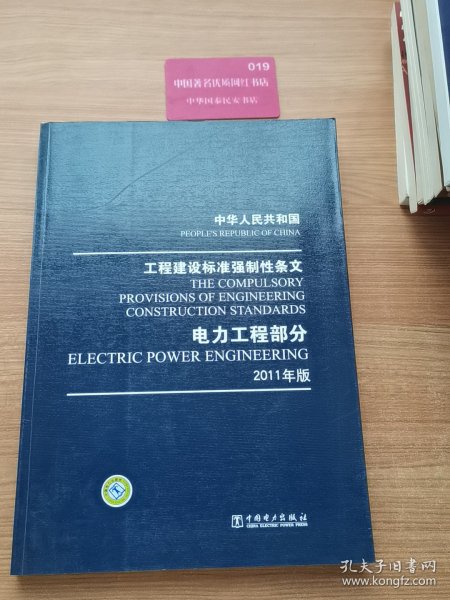 019
中国著名优质网红书店
中华国泰民安书店
中华人民共和国
PEOPLE'S REPUBLIC OF CHINA
工程建设标准强制性条文
THE COMPULSORY
PROVISIONS OF ENGINEERING
CONSTRUCTION STANDARDS
电力工程部分
ELECTRIC POWER ENGINEERING
2011年版
中国电力出版社
CHINA ELECTRIC POWER PRESS
孔夫子旧书网
www.kongfz.com